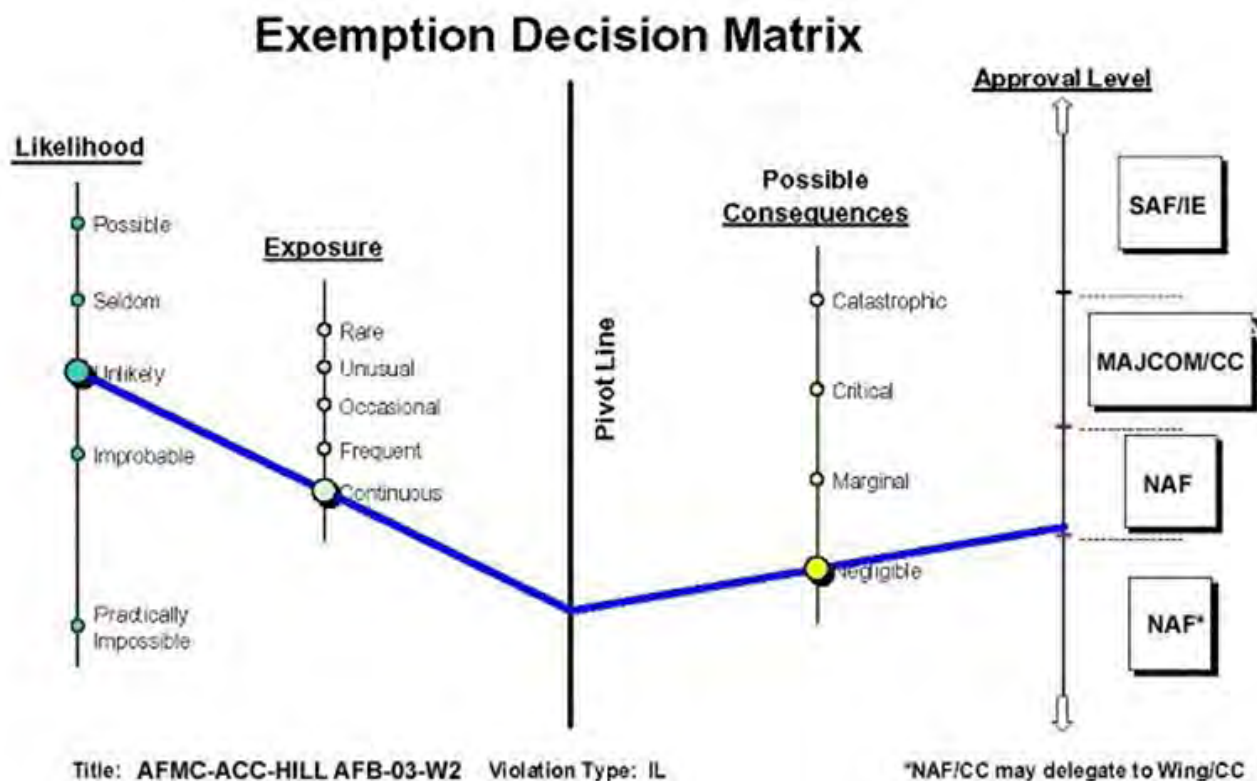 Exemption Decision Matrix
Approval Level
Likelihood
Possible
Seldom
Unlikely
Improbable
Practically
Impossible
Exposure
Rare
Unusual
Occasional
Frequent
Continuous
Pivot Line
Possible
Consequences
Catastrophic
Critical
Marginal
Negligible
SAF/IE
MAJCOM/CC
NAF
NAF*
Title: AFMC-ACC-HILL AFB-03-W2 Violation Type: IL
*NAF/CC may delegate to Wing/CC